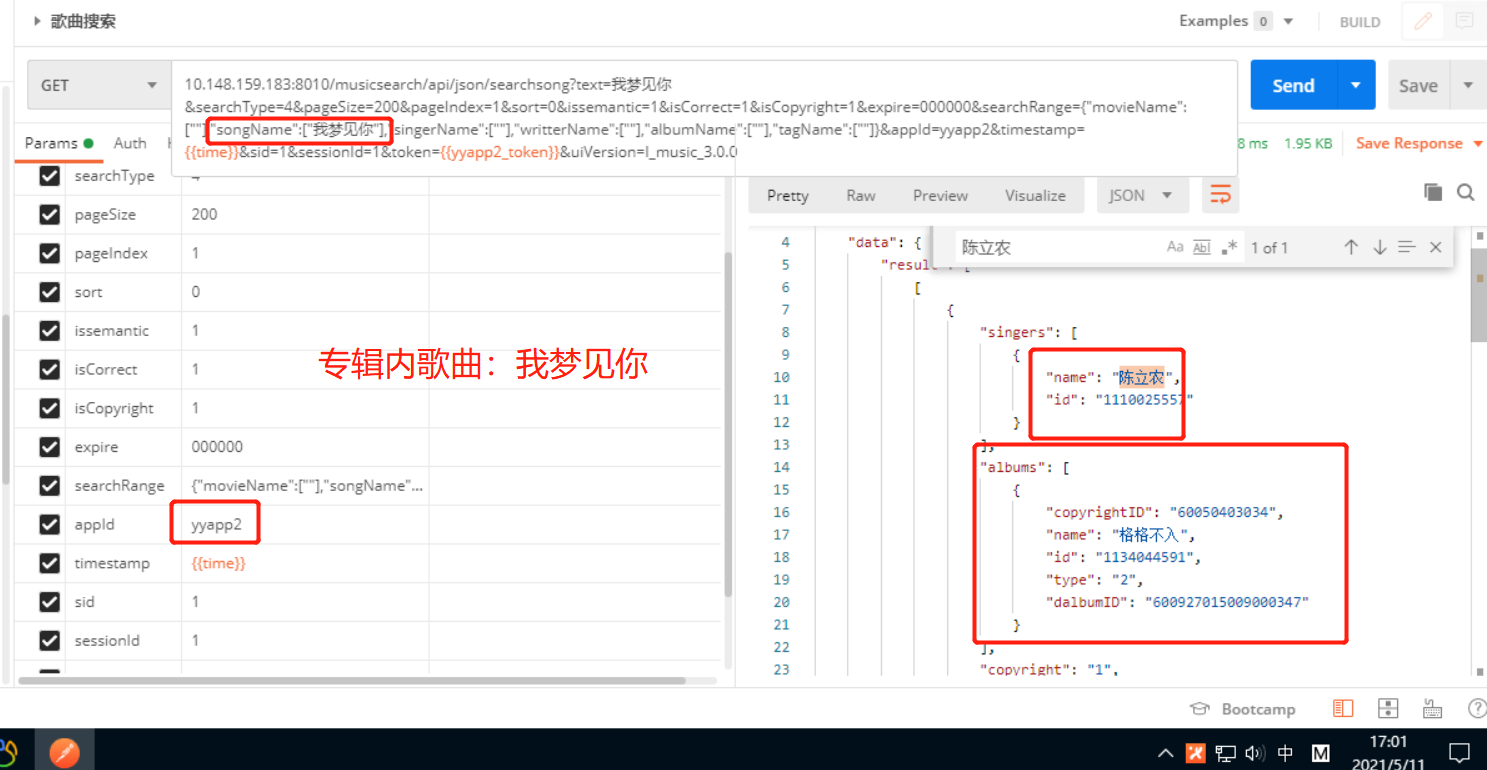 歌曲搜索
Examples 0
BUILD
GET
10.148.159.183:8010/musicsearch/api/json/searchsong?text=我梦见你
&searchType=4&pageSize=200&pageIndex=1&sort=0&issemantic=1&isCorrect=1&isCopyright=1&expire=000000&searchRange={"movieName":
[""],"songName":["我梦见你"],"singerName":[""],"writterName":[""],"albumName":[""],"tagName":[""]}&appId=yyapp2&timestamp=
{{time}}&sid=1&sessionId=1&token={{yyapp2_token}}&uiVersion=I_music_3.0.0
Send
Save
Params
Auth
8 ms
1.95 KB
Save Response
searchType 4
pageSize 200
pageIndex 1
sort 0
issemantic 1
isCorrect 1
isCopyright 1
expire 000000
searchRange {"movieName":[""],"songName"...
appId yyapp2
timestamp {{time}}
sid 1
sessionId 1
专辑内歌曲：我梦见你
Pretty
Raw
Preview
Visualize
JSON
陈立农
Aa Abl .* 1 of 1
4 "data": {
5 "result": [
6 [
7 {
8 "singers": [
9 {
10 "name": "陈立农",
11 "id": "1110025557"
12 }
13 ],
14 "albums": [
15 {
16 "copyrightID": "60050403034",
17 "name": "格格不入",
18 "id": "1134044591",
19 "type": "2",
20 "dalbumID": "600927015009000347"
21 }
22 ],
23 "copyright": "1",
Bootcamp
中
M
17:01
2021/5/11